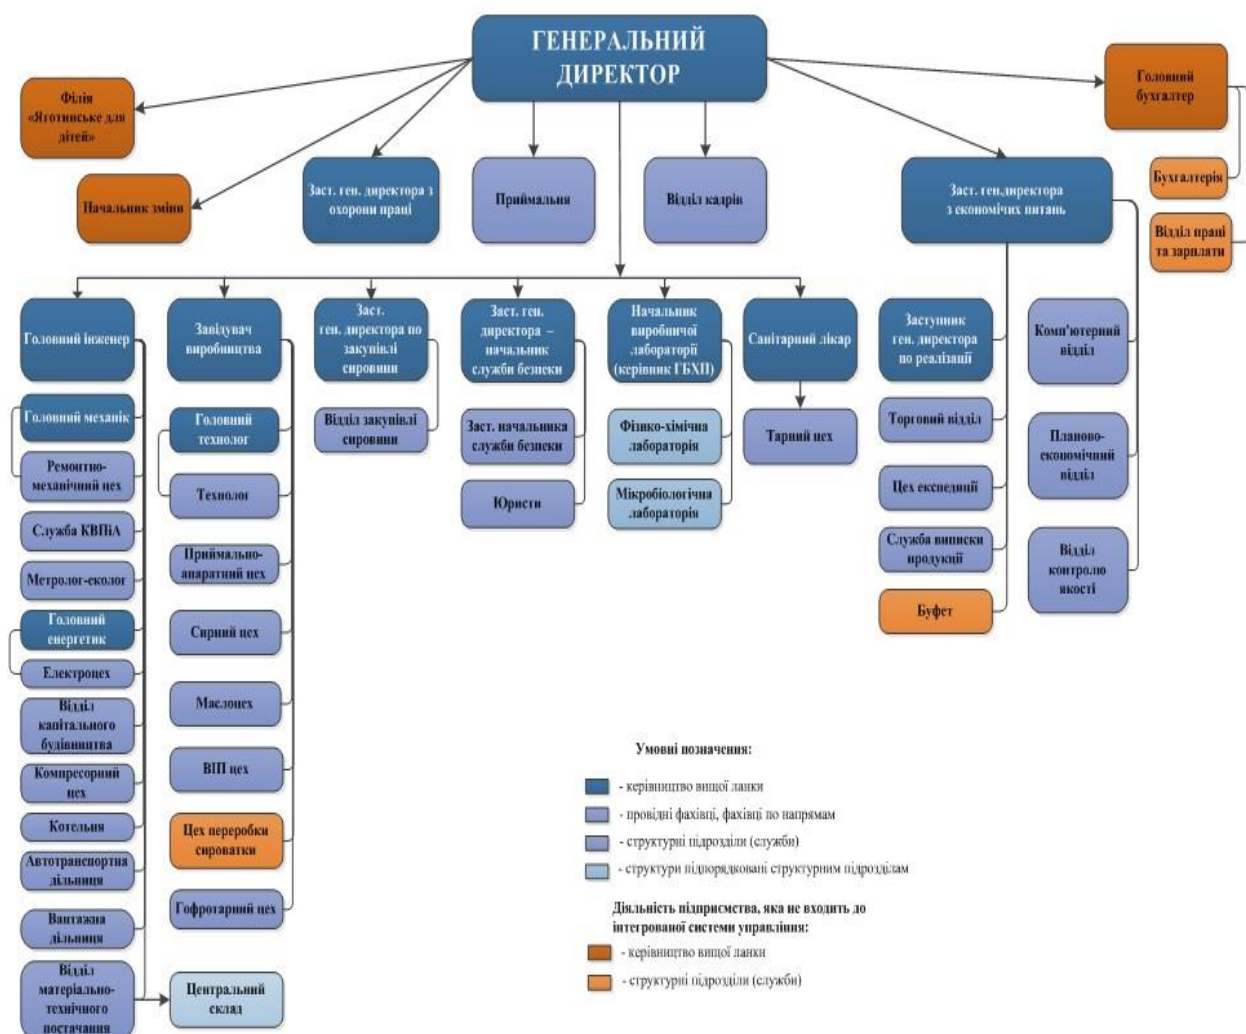 ГЕНЕРАЛЬНИЙ
ДИРЕКТОР
Головний
бухгалтер
Філія
«Яготинське для
дітей»
Начальник зміни
Заст. ген. директора з
охорони праці
Приймальня
Відділ кадрів
Заст. ген.директора
з економічих питань
Бухгалтерія
Відділ праці
та зарплати
Головний інженер
Завідувач
виробництва
Заст.
ген. директора по
закупівлі
сировини
Заст. ген.
директора –
начальник
служби безпеки
Начальник
виробничої
лабораторії
(керівник ГБХП)
Санітарний лікар
Заступник
ген. директора
по реалізації
Комп'ютерний
відділ
Головний механік
Ремонтно-
механічний цех
Служба КВПіА
Метролог-еколог
Головний
енергетик
Електроцех
Відділ
капітального
будівництва
Компресорний
цех
Котельня
Автотранспортна
дільниця
Вантажна
дільниця
Відділ
матеріально-
технічного
постачання
Головний
технолог
Технолог
Приймально-
апаратний цех
Сирний цех
Маслоцех
ВІП цех
Цех переробки
сироватки
Гофротарний цех
Центральний
склад
Відділ закупівлі
сировини
Заст. начальника
служби безпеки
Юристи
Фізико-хімічна
лабораторія
Мікробіологічна
лабораторія
Тарний цех
Торговий відділ
Цех експедиції
Служба виписки
продукції
Буфет
Планово-
економічний
відділ
Відділ
контролю
якості
Умовні позначення:
- керівництво вищої ланки
- провідні фахівці, фахівці по напрямам
- структурні підрозділи (служби)
- структури підпорядковані структурним підрозділам
Діяльність підприємства, яка не входить до
інтегрованої системи управління:
- керівництво вищої ланки
- структурні підрозділи (служби)